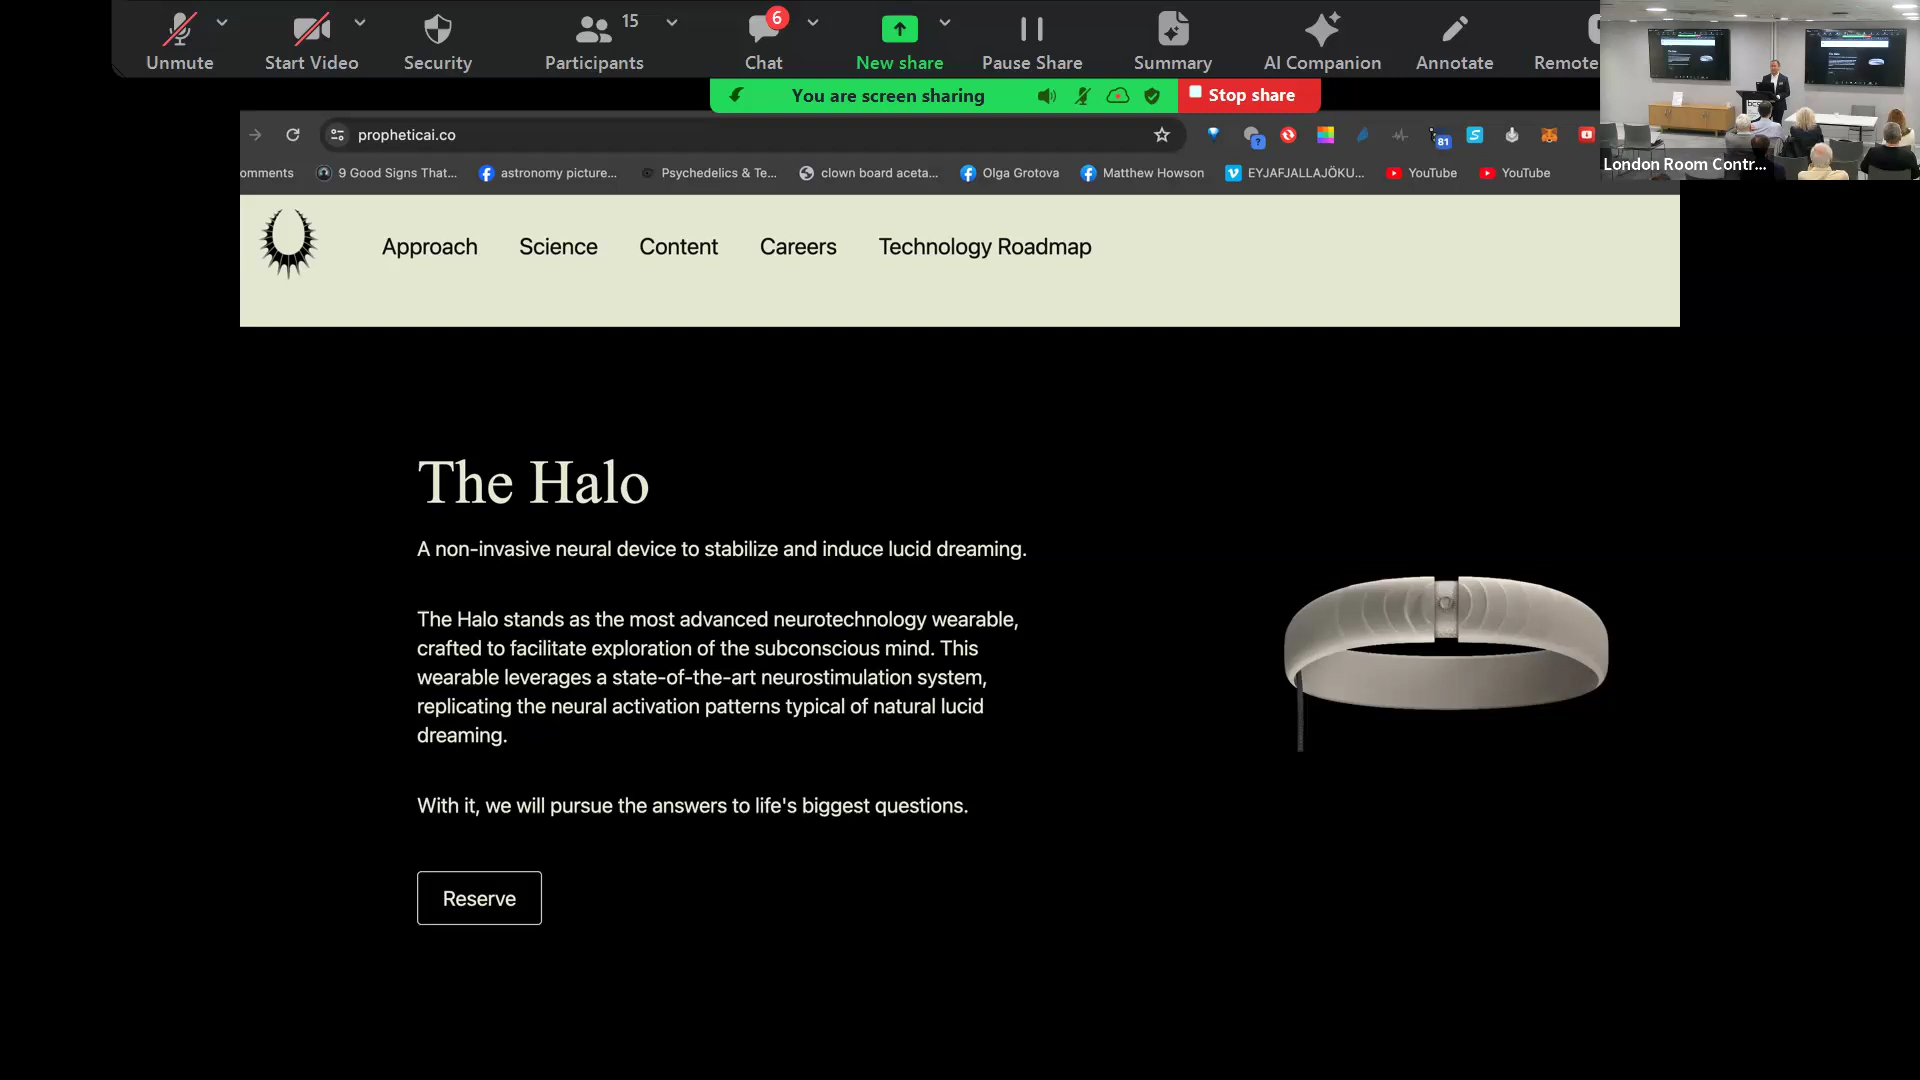 15
6
Unmute
Start Video
Security
Participants
Chat
New share
Pause Share
Summary
AI Companion
Annotate
Remote
You are screen sharing
Stop share
London Room Contr...
propheticai.co
?
81
S
omments
9 Good Signs That...
astronomy picture...
Psychedelics & Te...
clown board aceta...
Olga Grotova
Matthew Howson
EYJAFJALLAJÖKU...
YouTube
YouTube
Approach
Science
Content
Careers
Technology Roadmap
The Halo
A non-invasive neural device to stabilize and induce lucid dreaming.
The Halo stands as the most advanced neurotechnology wearable,
crafted to facilitate exploration of the subconscious mind. This
wearable leverages a state-of-the-art neurostimulation system,
replicating the neural activation patterns typical of natural lucid
dreaming.
With it, we will pursue the answers to life's biggest questions.
Reserve